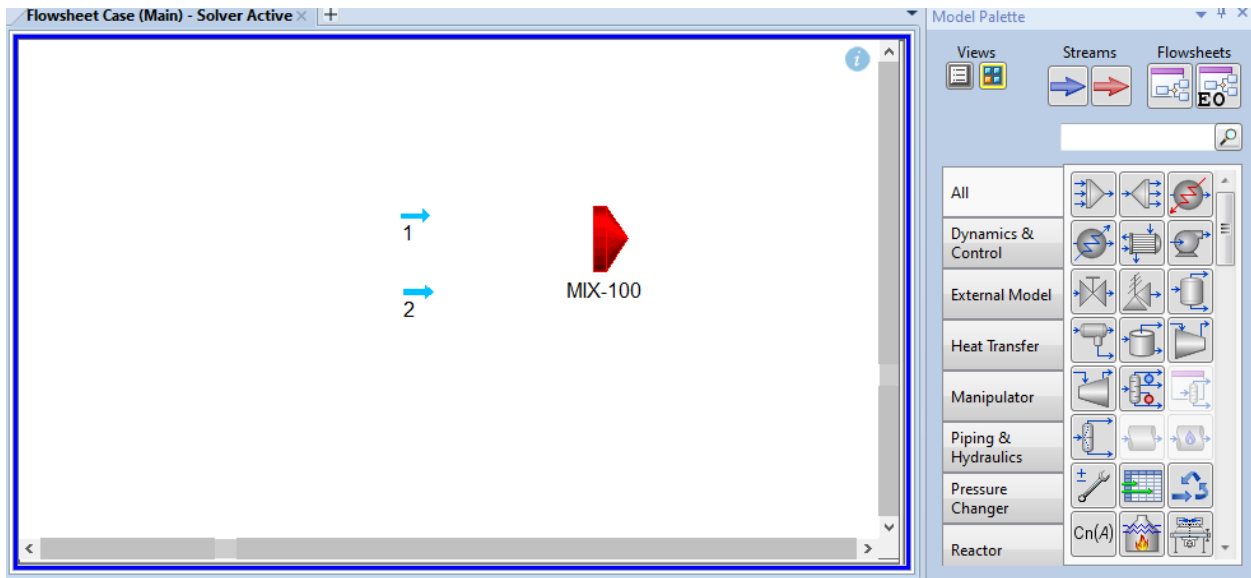 Flowsheet Case (Main) - Solver Active
Model Palette
Views
Streams
Flowsheets
EO
1
2
MIX-100
All
Dynamics &
Control
External Model
Heat Transfer
Manipulator
Piping &
Hydraulics
Pressure
Changer
Reactor
Cn(A)